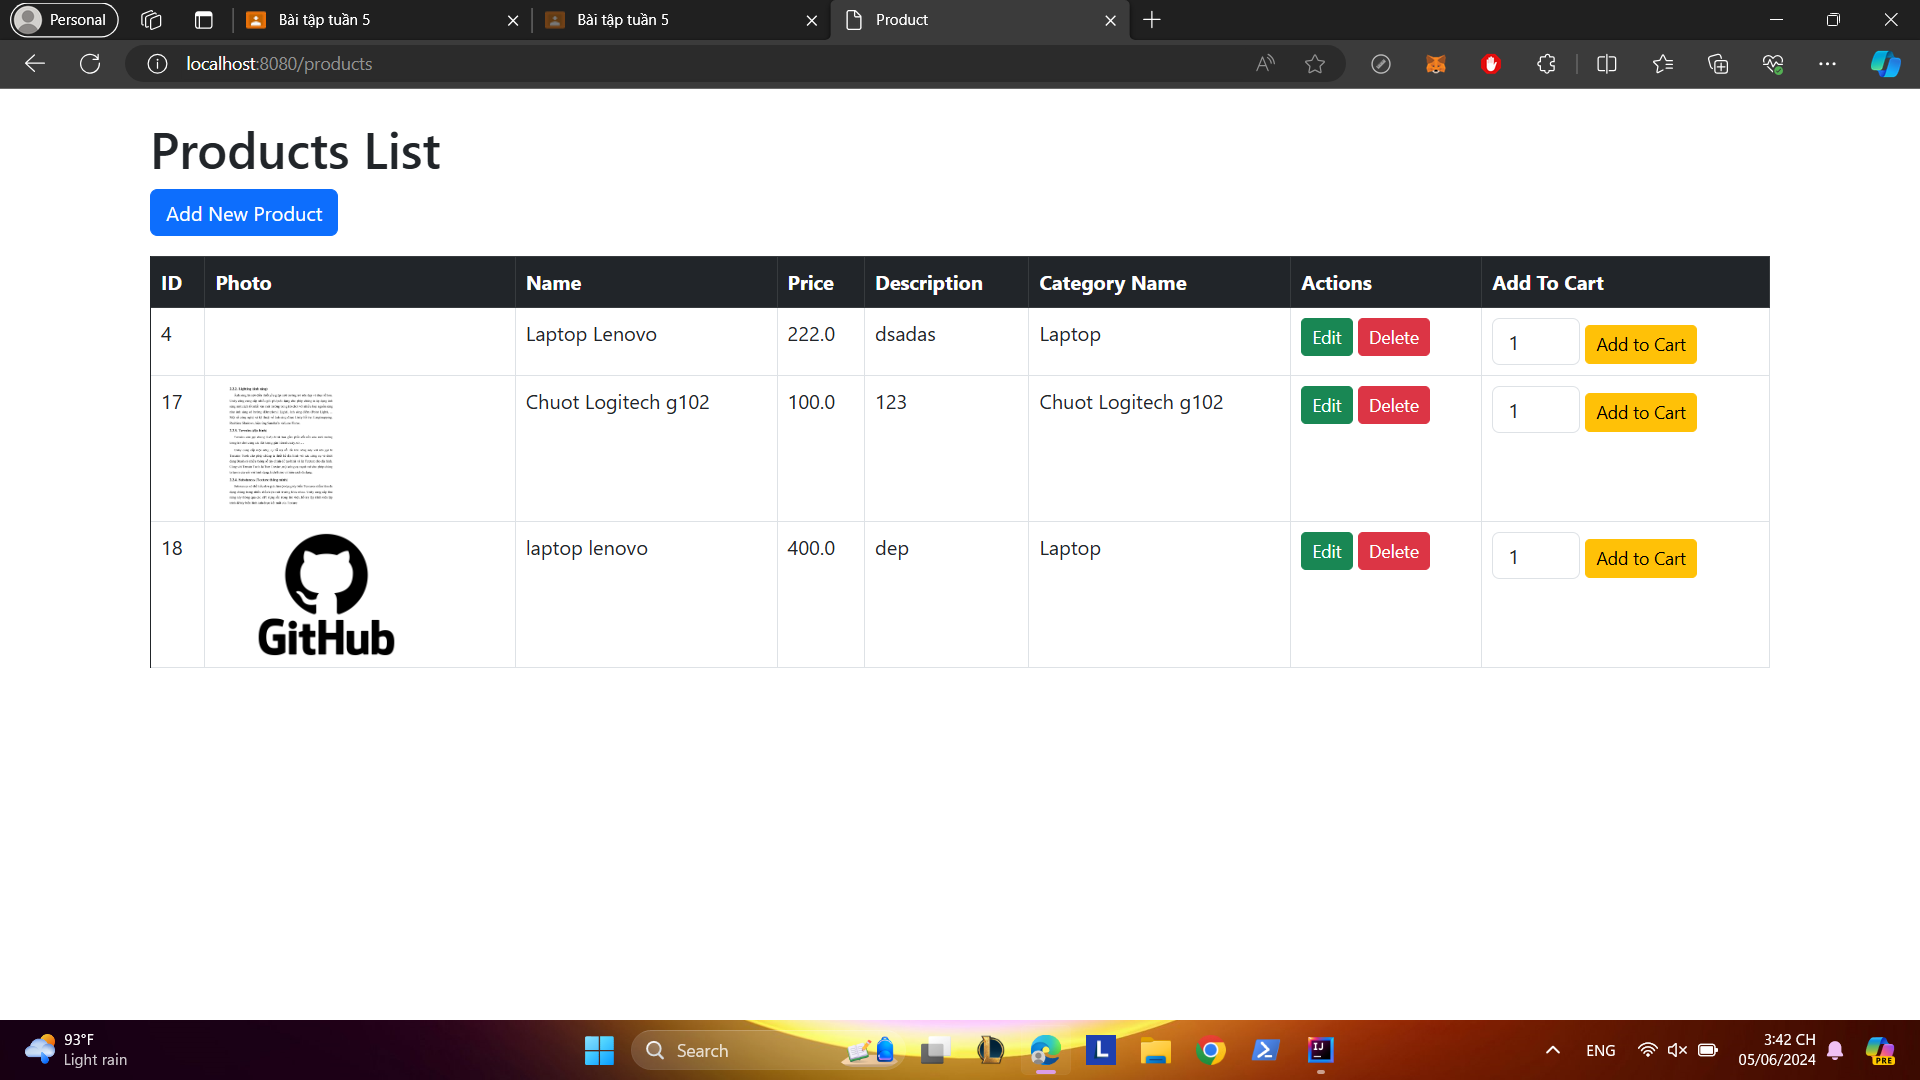 Personal
Bài tập tuần 5
Bài tập tuần 5
Product
localhost:8080/products
Products List
Add New Product
ID Photo Name Price Description Category Name Actions Add To Cart
4 Laptop Lenovo 222.0 dsadas Laptop Edit Delete 1 Add to Cart
17 Chuot Logitech g102 100.0 123 Chuot Logitech g102 Edit Delete 1 Add to Cart
18 GitHub laptop lenovo 400.0 dep Laptop Edit Delete 1 Add to Cart
93°F
Light rain
Search
L
IJ
ENG
3:42 CH
05/06/2024
PRE